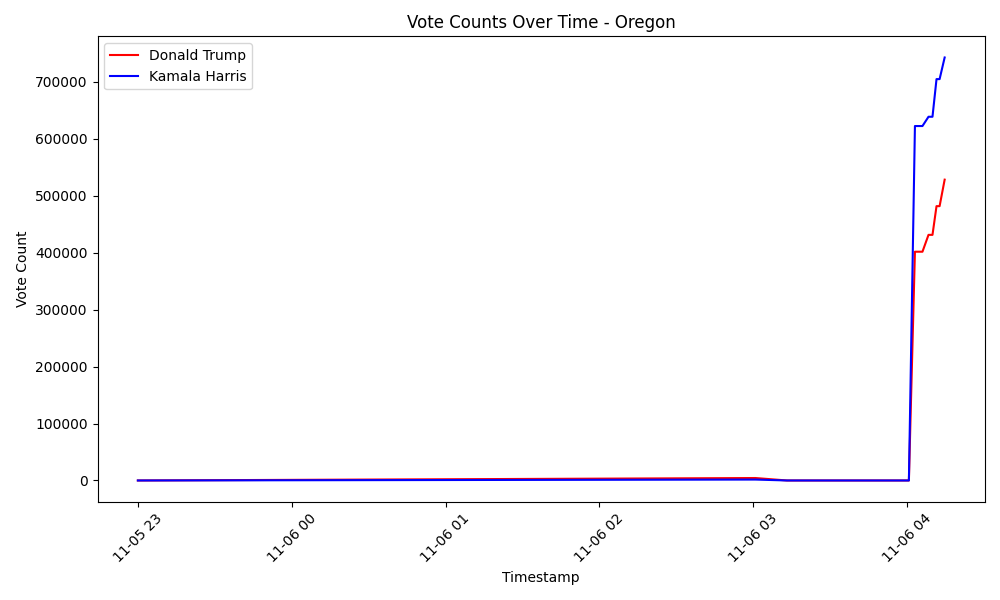 Vote Counts Over Time - Oregon
Donald Trump
Kamala Harris
Vote Count
700000
600000
500000
400000
300000
200000
100000
0
11-05 23
11-06 00
11-06 01
11-06 02
11-06 03
11-06 04
Timestamp